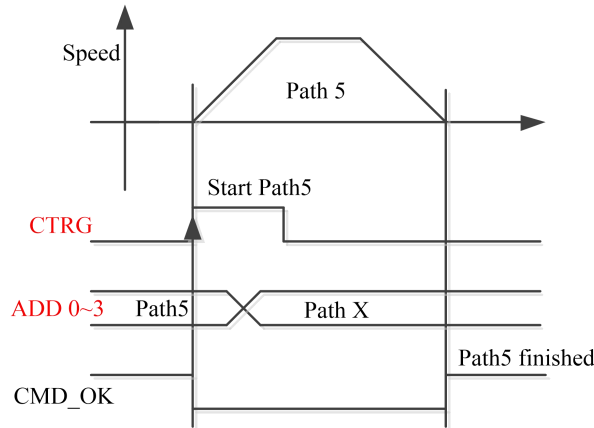 Speed
Path 5
Start Path5
CTRG
ADD 0~3
Path5
Path X
Path5 finished
CMD_OK